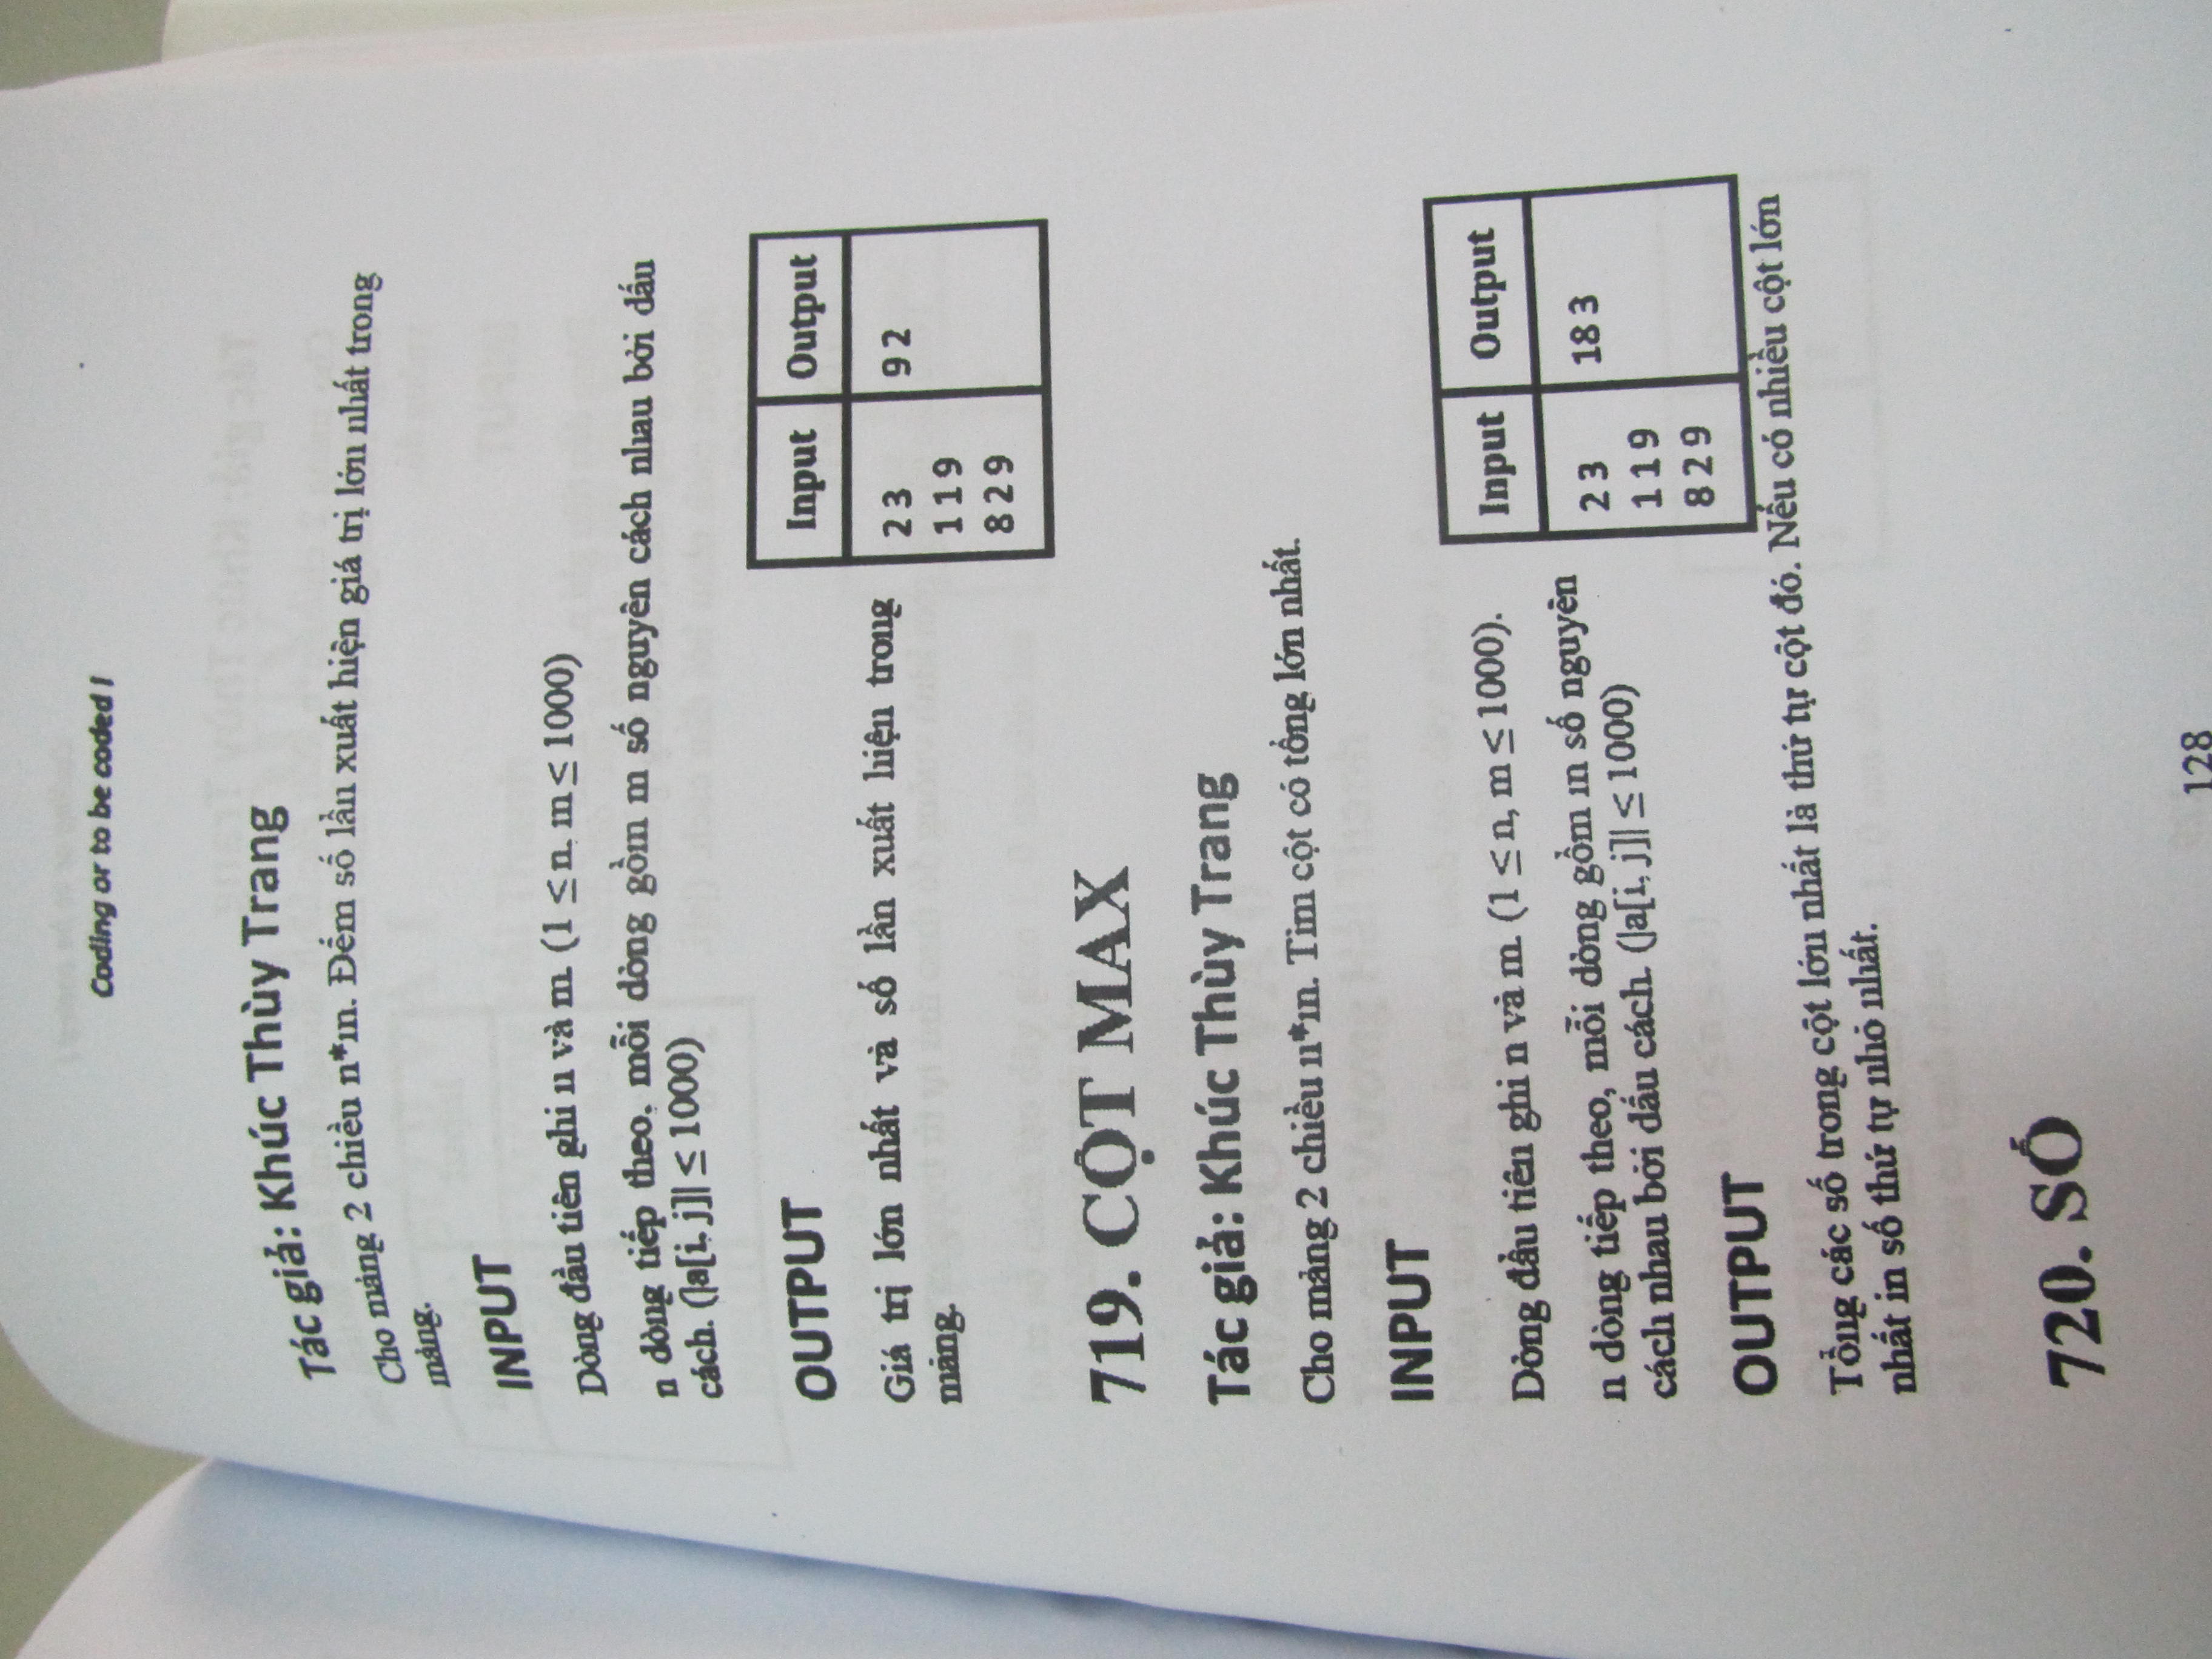 Coding or to be coded !
Tác giả: Khúc Thùy Trang
Cho mảng 2 chiều n*m. Đếm số lần xuất hiện giá trị lớn nhất trong
mảng.
INPUT
Dòng đầu tiên ghi n và m. (1 ≤ n, m ≤ 1000)
n dòng tiếp theo, mỗi dòng gồm m số nguyên cách nhau bởi dấu
cách. (|a[i, j]| ≤ 1000)
OUTPUT
Giá trị lớn nhất và số lần xuất hiện trong
mảng.
Input Output
2 3 9 2
1 1 9
8 2 9
719. CỘT MAX
Tác giả: Khúc Thùy Trang
Cho mảng 2 chiều n*m. Tìm cột có tổng lớn nhất.
INPUT
Dòng đầu tiên ghi n và m. (1 ≤ n, m ≤ 1000).
n dòng tiếp theo, mỗi dòng gồm m số nguyên
cách nhau bởi dấu cách. (|a[i, j]| ≤ 1000)
Input Output
2 3 18 3
1 1 9
8 2 9
OUTPUT
Tổng các số trong cột lớn nhất là thứ tự cột đó. Nếu có nhiều cột lớn
nhất in số thứ tự nhỏ nhất.
720. SỐ
128